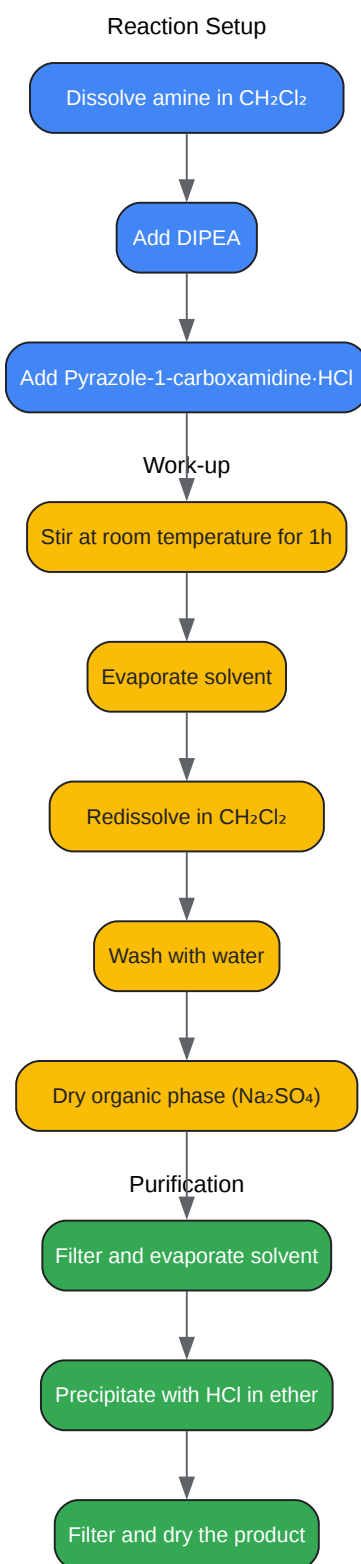 Reaction Setup
Dissolve amine in CH₂Cl₂
Add DIPEA
Add Pyrazole-1-carboxamidine·HCl
Work-up
Stir at room temperature for 1h
Evaporate solvent
Redissolve in CH₂Cl₂
Wash with water
Dry organic phase (Na₂SO₄)
Purification
Filter and evaporate solvent
Precipitate with HCl in ether
Filter and dry the product